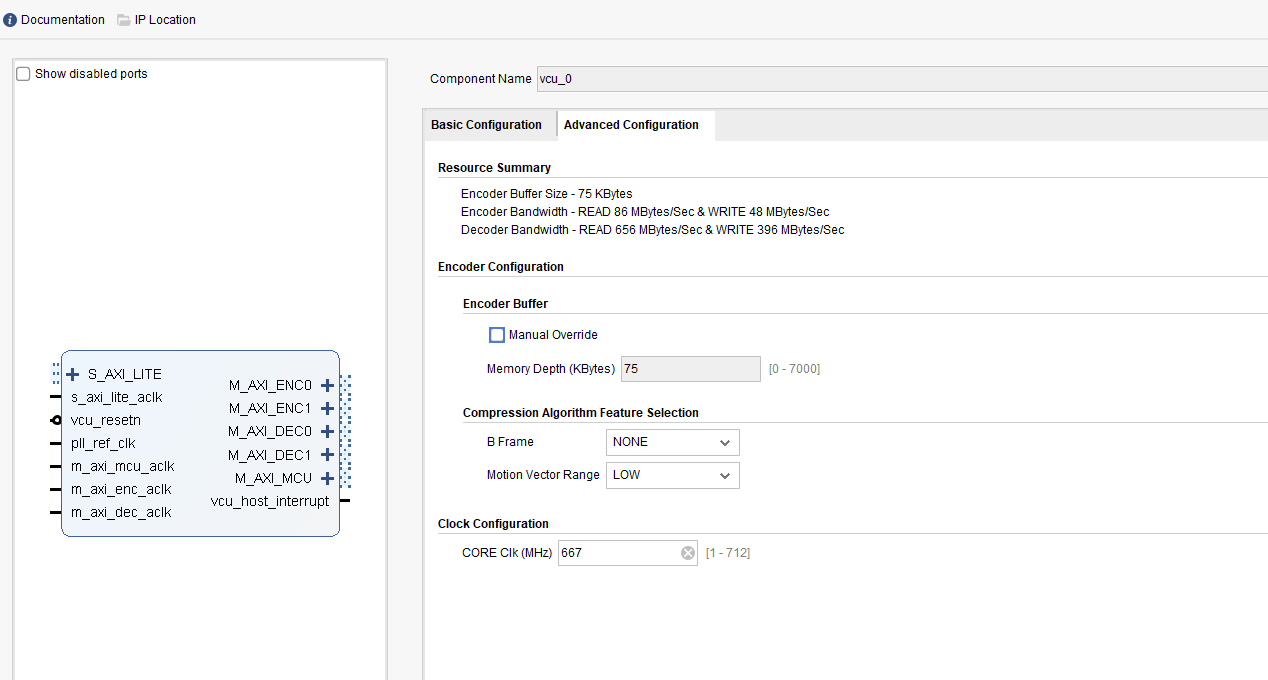 Documentation IP Location
Show disabled ports
S_AXI_LITE
s_axi_lite_aclk
vcu_resetn
pll_ref_clk
m_axi_mcu_aclk
m_axi_enc_aclk
m_axi_dec_aclk
M_AXI_ENC0
M_AXI_ENC1
M_AXI_DEC0
M_AXI_DEC1
M_AXI_MCU
vcu_host_interrupt
Component Name vcu_0
Basic Configuration Advanced Configuration
Resource Summary
Encoder Buffer Size - 75 KBytes
Encoder Bandwidth - READ 86 MBytes/Sec & WRITE 48 MBytes/Sec
Decoder Bandwidth - READ 656 MBytes/Sec & WRITE 396 MBytes/Sec
Encoder Configuration
Encoder Buffer
Manual Override
Memory Depth (KBytes) 75 [0 - 7000]
Compression Algorithm Feature Selection
B Frame NONE
Motion Vector Range LOW
Clock Configuration
CORE Clk (MHz) 667 [1 - 712]